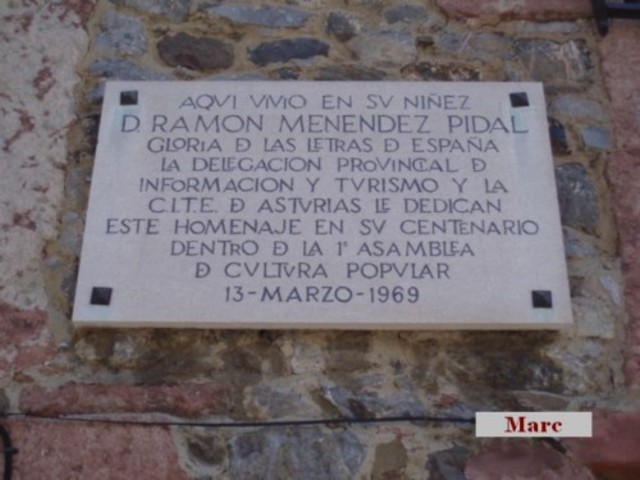 AQVI VIVIO EN SV NIÑEZ
D. RAMON MENENDEZ PIDAL
GLORIA Đ LAS LETRAS Đ ESPAÑA
LA DELEGACION PROVINCIAL Đ
INFORMACION Y TVRISMO Y LA
C.I.T.E. Đ ASTVRIAS LE DEDICAN
ESTE HOMENAJE EN SV CENTENARIO
DENTRO Đ LA 1ª ASAMBLEA
Đ CVLTVRA POPVLAR
13-MARZO-1969
Marc